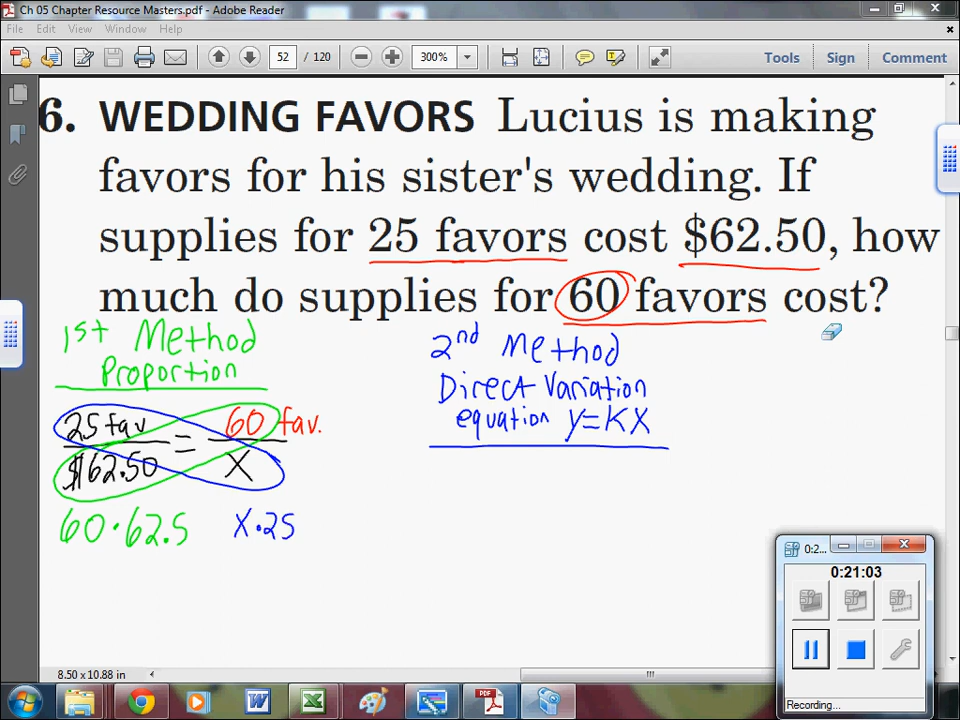 Ch 05 Chapter Resource Masters.pdf - Adobe Reader
File Edit View Window Help
52 / 120 300% Tools Sign Comment
6. WEDDING FAVORS Lucius is making
favors for his sister's wedding. If
supplies for 25 favors cost $62.50, how
much do supplies for 60 favors cost?
1st Method
Proportion
25 fav = 60 fav.
$62.50 X
60·62.5 X·25
2nd Method
Direct Variation
equation y=KX
0:2...
0:21:03
Recording...
8.50 x 10.88 in